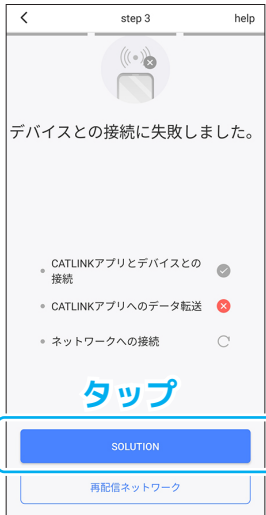 step 3
help
デバイスとの接続に失敗しました。
CATLINKアプリとデバイスとの
接続
CATLINKアプリへのデータ転送
ネットワークへの接続
タップ
SOLUTION
再配信ネットワーク